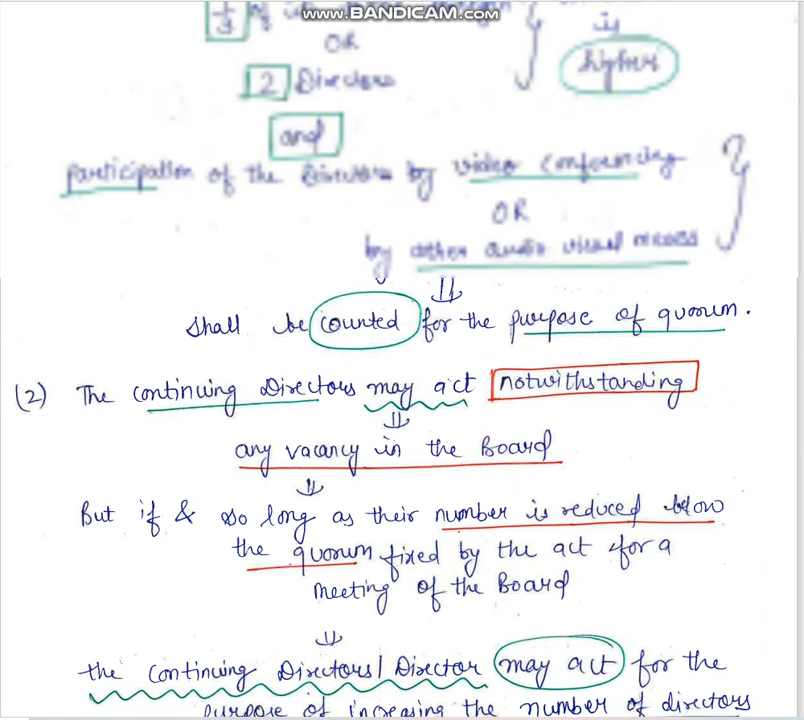 www.BANDICAM.com
1/3 of
OR
is
higher
2 Directors
and
participation of the Directors by video conferencing
OR
by other audio visual means
shall be counted for the purpose of quorum.
(2) The continuing Directors may act notwithstanding
any vacancy in the Board
But if & so long as their number is reduced below
the quorum fixed by the act for a
meeting of the Board
the continuing Directors/Director may act for the
purpose of increasing the number of directors